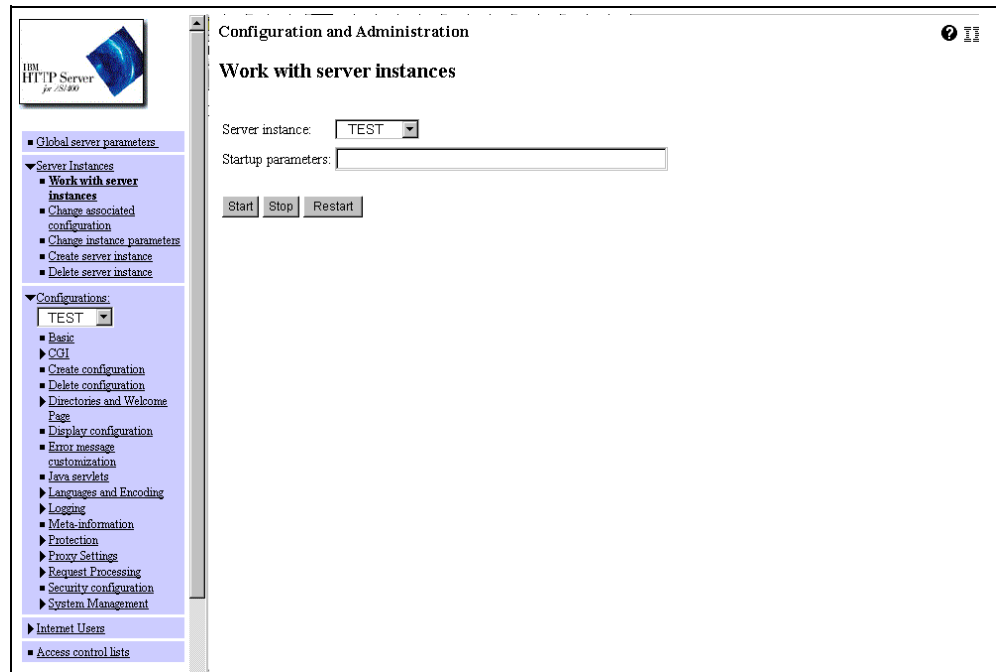 IBM
HTTP Server
for AS/400
Global server parameters
Server Instances
Work with server
instances
Change associated
configuration
Change instance parameters
Create server instance
Delete server instance
Configurations:
TEST
Basic
CGI
Create configuration
Delete configuration
Directories and Welcome
Page
Display configuration
Error message
customization
Java servlets
Languages and Encoding
Logging
Meta-information
Protection
Proxy Settings
Request Processing
Security configuration
System Management
Internet Users
Access control lists
Configuration and Administration
?
Work with server instances
Server instance: TEST
Startup parameters:
Start Stop Restart